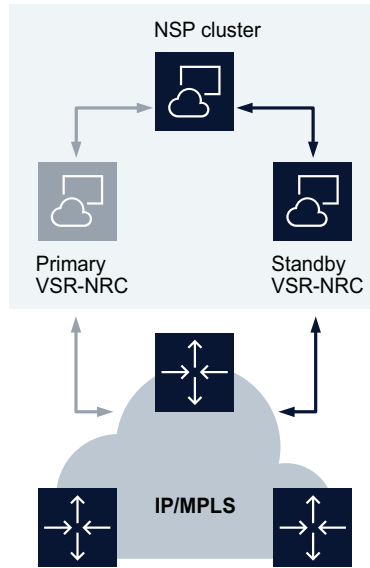 NSP cluster
Primary
VSR-NRC
Standby
VSR-NRC
IP/MPLS